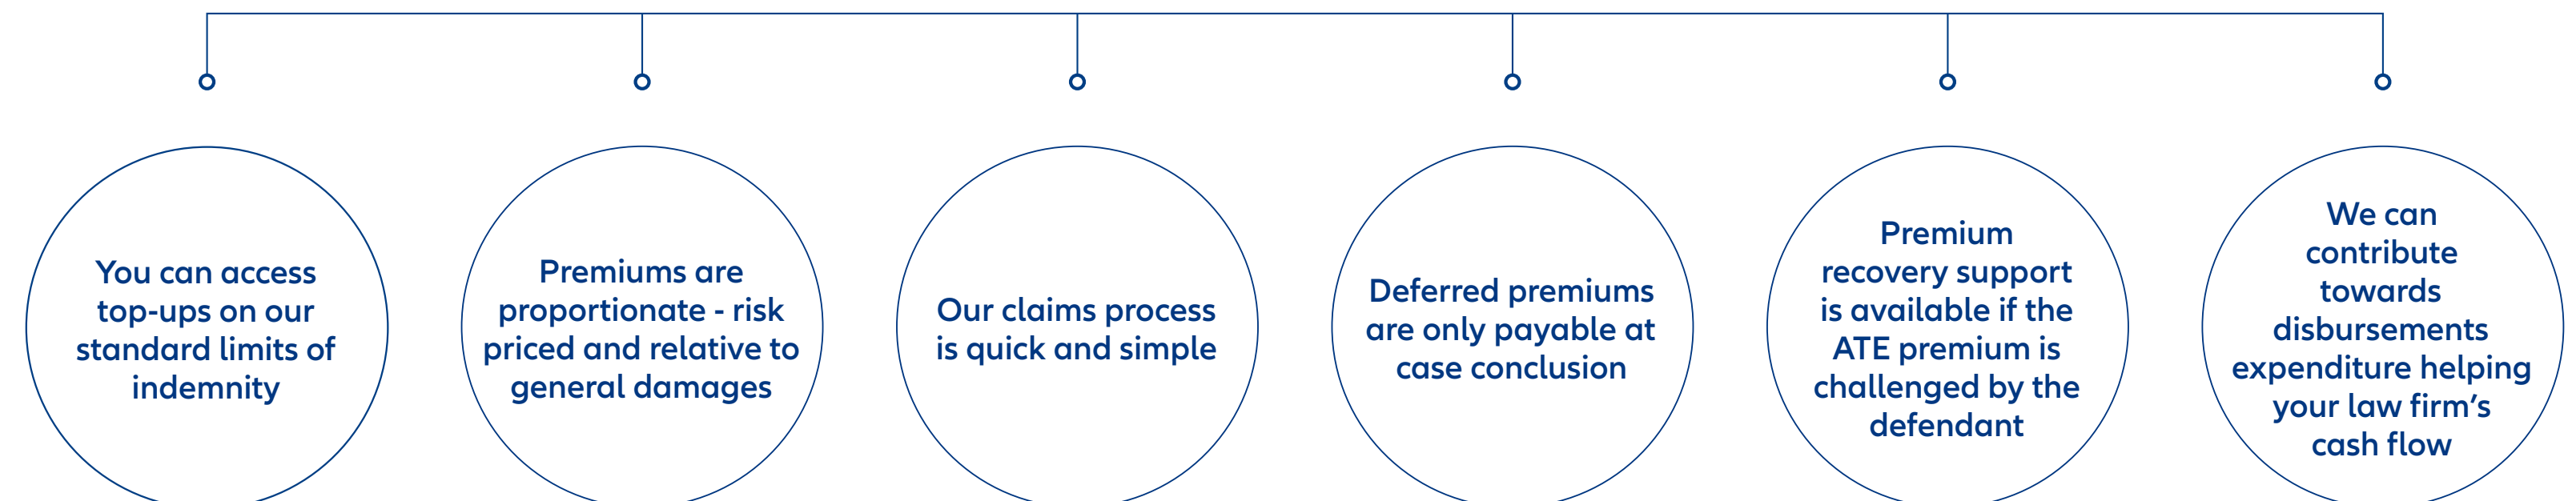 You can access
top-ups on our
standard limits of
indemnity
Premiums are
proportionate - risk
priced and relative to
general damages
Our claims process
is quick and simple
Deferred premiums
are only payable at
case conclusion
Premium
recovery support
is available if the
ATE premium is
challenged by the
defendant
We can
contribute
towards
disbursements
expenditure helping
your law firm’s
cash flow